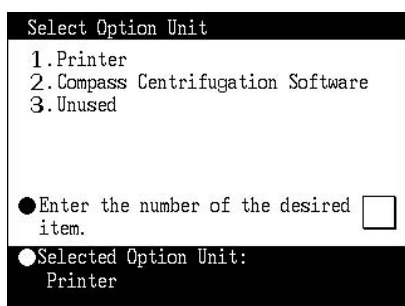 Select Option Unit
1.Printer
2.Compass Centrifugation Software
3.Unused
●Enter the number of the desired
item.
●Selected Option Unit:
Printer